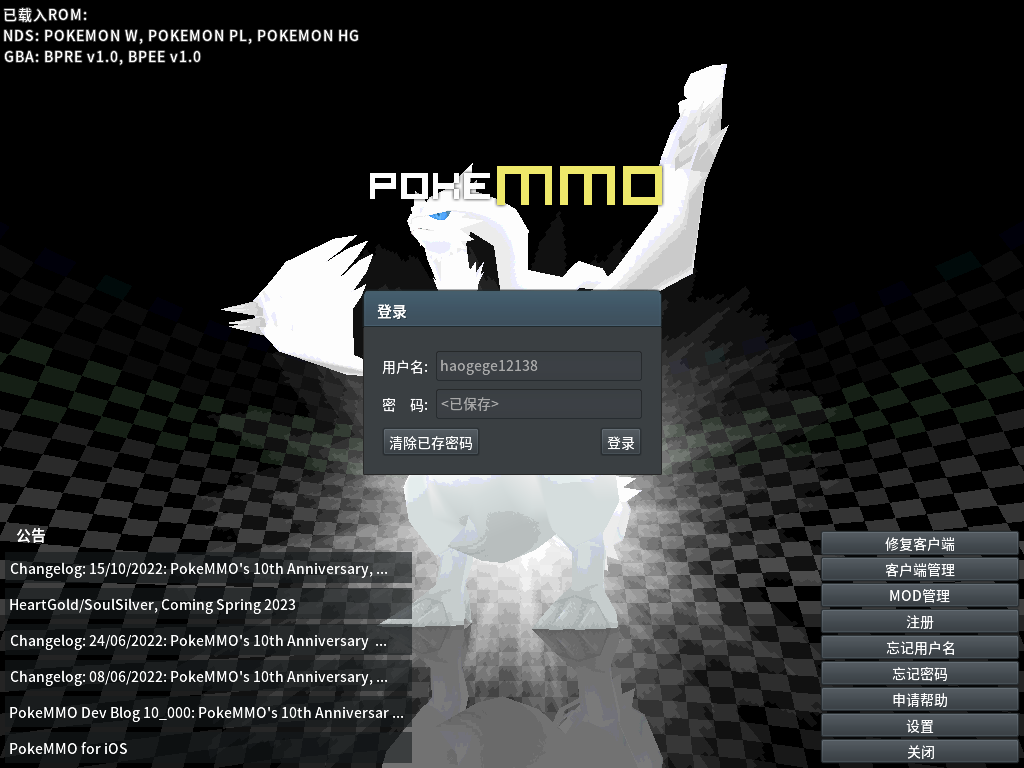 已载入ROM:
NDS: POKEMON W, POKEMON PL, POKEMON HG
GBA: BPRE v1.0, BPEE v1.0
POKEMMO
登录
用户名: haogege12138
密 码: <已保存>
清除已存密码 登录
公告
Changelog: 15/10/2022: PokeMMO's 10th Anniversary, ...
HeartGold/SoulSilver, Coming Spring 2023
Changelog: 24/06/2022: PokeMMO's 10th Anniversary ...
Changelog: 08/06/2022: PokeMMO's 10th Anniversary, ...
PokeMMO Dev Blog 10_000: PokeMMO's 10th Anniversar ...
PokeMMO for iOS
修复客户端
客户端管理
MOD管理
注册
忘记用户名
忘记密码
申请帮助
设置
关闭